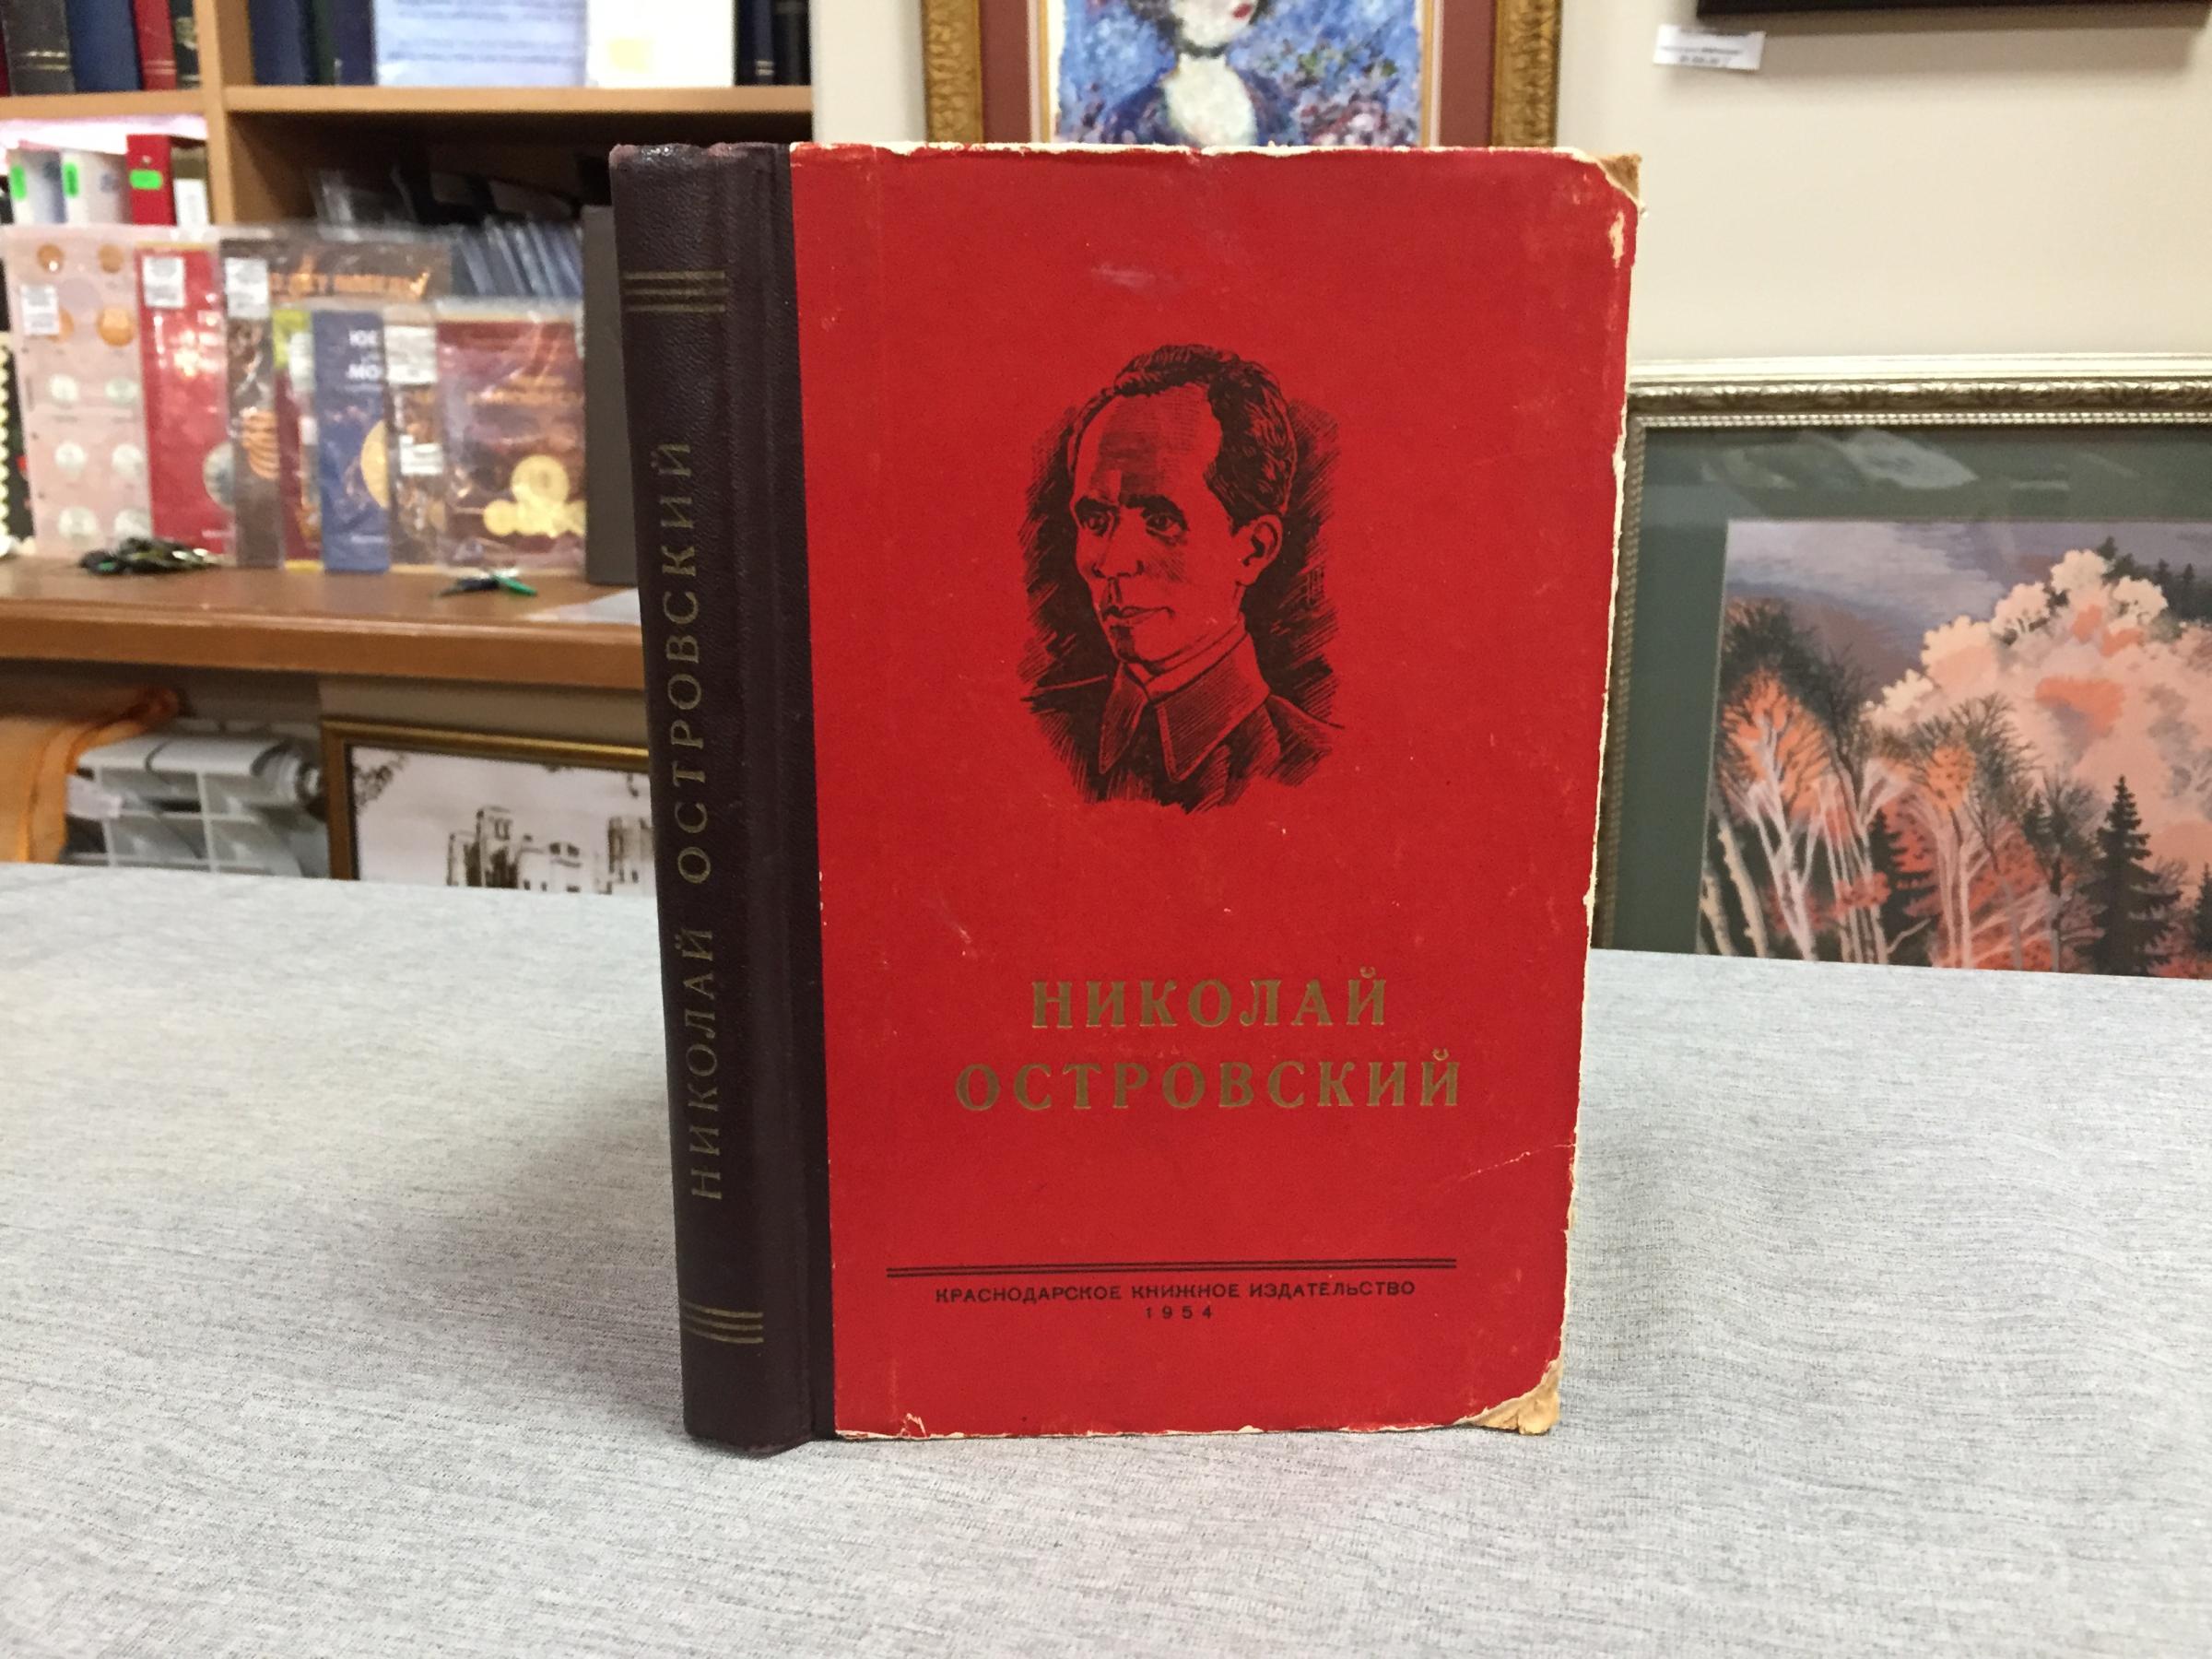 НИКОЛАЙ ОСТРОВСКИЙ
НИКОЛАЙ
ОСТРОВСКИЙ
КРАСНОДАРСКОЕ КНИЖНОЕ ИЗДАТЕЛЬСТВО
1954